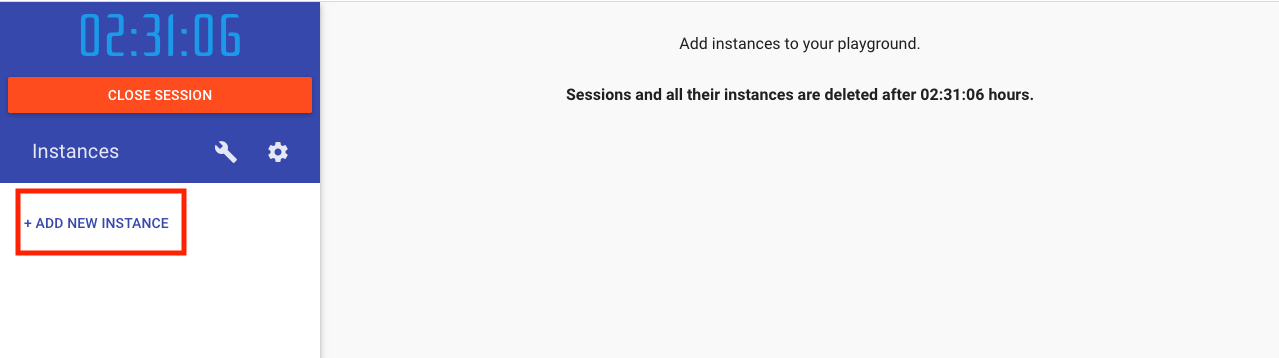 02:31:06
CLOSE SESSION
Instances
+ ADD NEW INSTANCE
Add instances to your playground.
Sessions and all their instances are deleted after 02:31:06 hours.